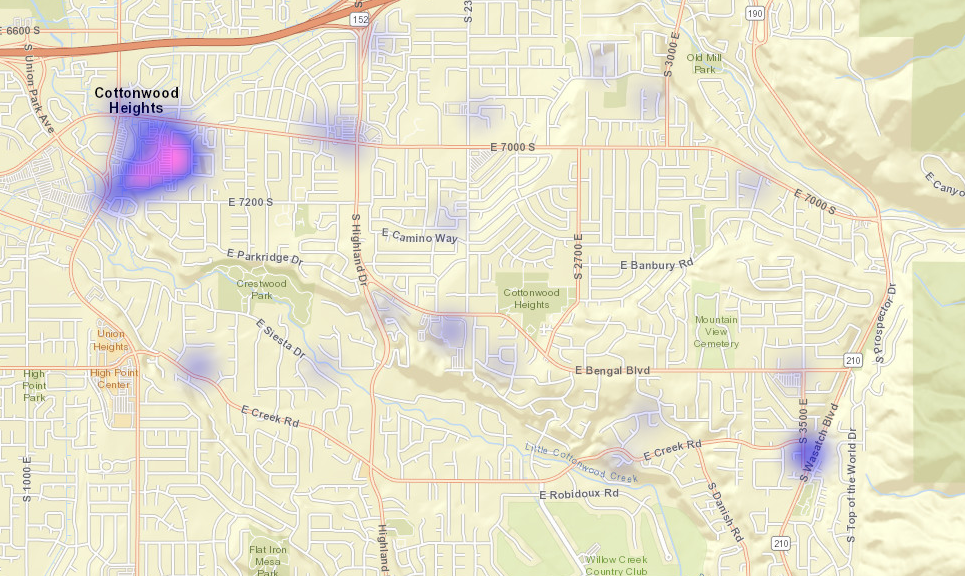 152
S 23
190
E 6600 S
S Union Park Ave
S 3000 E
Old Mill
Park
Cottonwood
Heights
E 7000 S
E Canyo
E 7200 S
E 7000 S
S Highland Dr
E Camino Way
S 2700 E
E Parkridge Dr
E Banbury Rd
Crestwood
Park
Cottonwood
Heights
S Prospector Dr
E Siesta Dr
Mountain
View
Cemetery
Union
Heights
210
High
Point
Park
High Point
Center
E Bengal Blvd
E Creek Rd
S 3500 E
S Wasatch Blvd
E Creek Rd
Little Cottonwood Creek
S 1000 E
E Robidoux Rd
S Danish Rd
S Top of the World Dr
Highland
210
Flat Iron
Mesa
Park
Willow Creek
Country Club